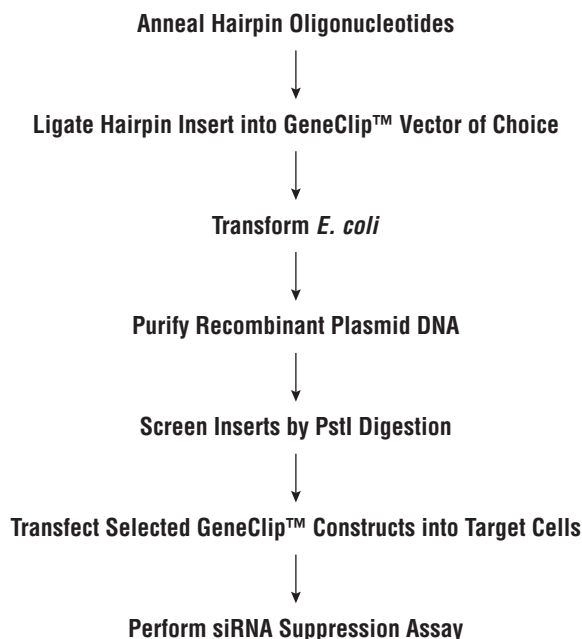 Anneal Hairpin Oligonucleotides
Ligate Hairpin Insert into GeneClip™ Vector of Choice
Transform E. coli
Purify Recombinant Plasmid DNA
Screen Inserts by PstI Digestion
Transfect Selected GeneClip™ Constructs into Target Cells
Perform siRNA Suppression Assay